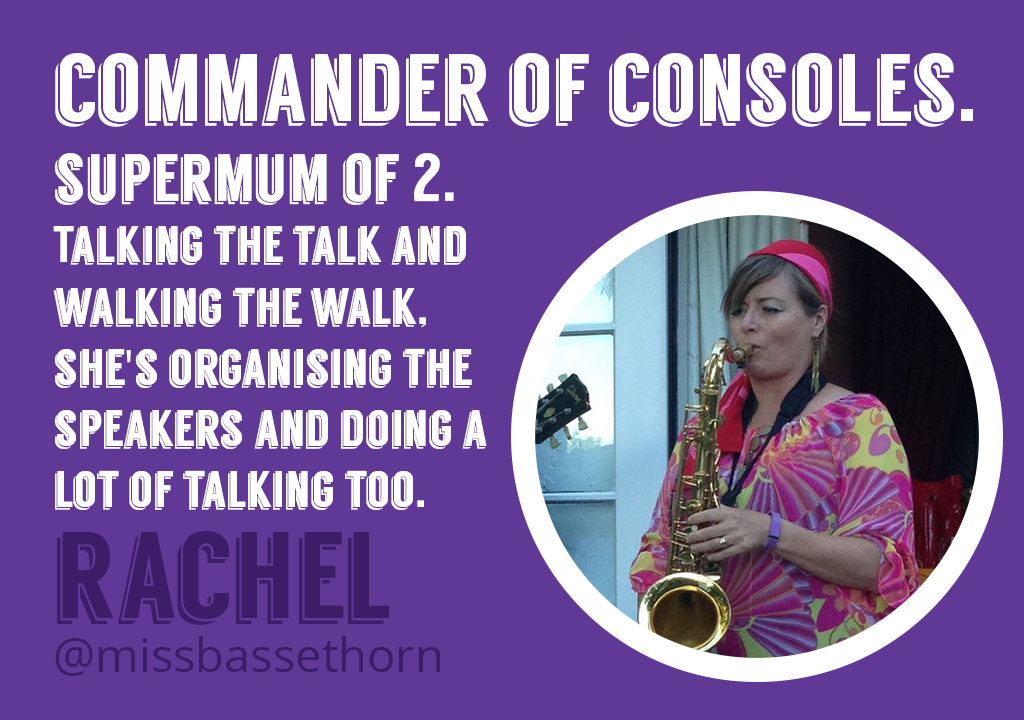 COMMANDER OF CONSOLES.
SUPERMUM OF 2.
TALKING THE TALK AND
WALKING THE WALK,
SHE'S ORGANISING THE
SPEAKERS AND DOING A
LOT OF TALKING TOO.
RACHEL
@missbassethorn